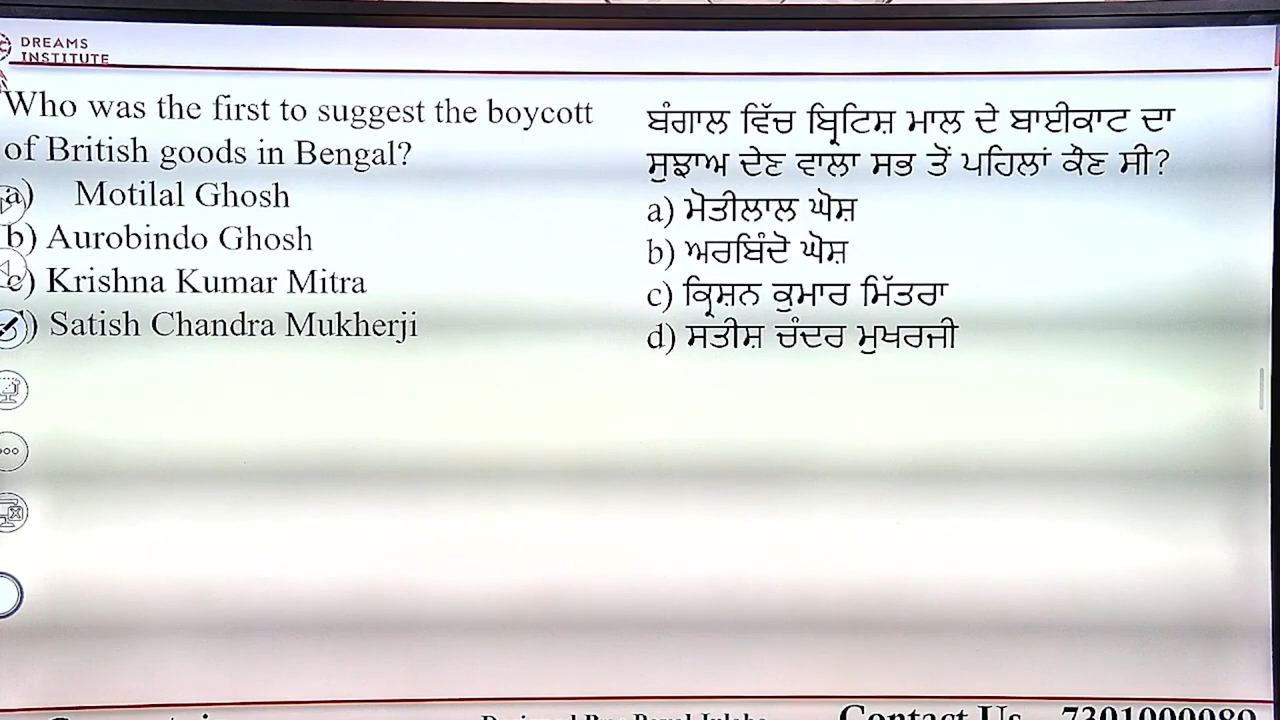 DREAMS
INSTITUTE
Who was the first to suggest the boycott
of British goods in Bengal?
a) Motilal Ghosh
b) Aurobindo Ghosh
c) Krishna Kumar Mitra
) Satish Chandra Mukherji
ਬੰਗਾਲ ਵਿੱਚ ਬ੍ਰਿਟਿਸ਼ ਮਾਲ ਦੇ ਬਾਈਕਾਟ ਦਾ
ਸੁਝਾਅ ਦੇਣ ਵਾਲਾ ਸਭ ਤੋਂ ਪਹਿਲਾਂ ਕੌਣ ਸੀ?
a) ਮੋਤੀਲਾਲ ਘੋਸ਼
b) ਅਰਬਿੰਦੋ ਘੋਸ਼
c) ਕ੍ਰਿਸ਼ਨ ਕੁਮਾਰ ਮਿੱਤਰਾ
d) ਸਤੀਸ਼ ਚੰਦਰ ਮੁਖਰਜੀ
Contact Us 7301000089